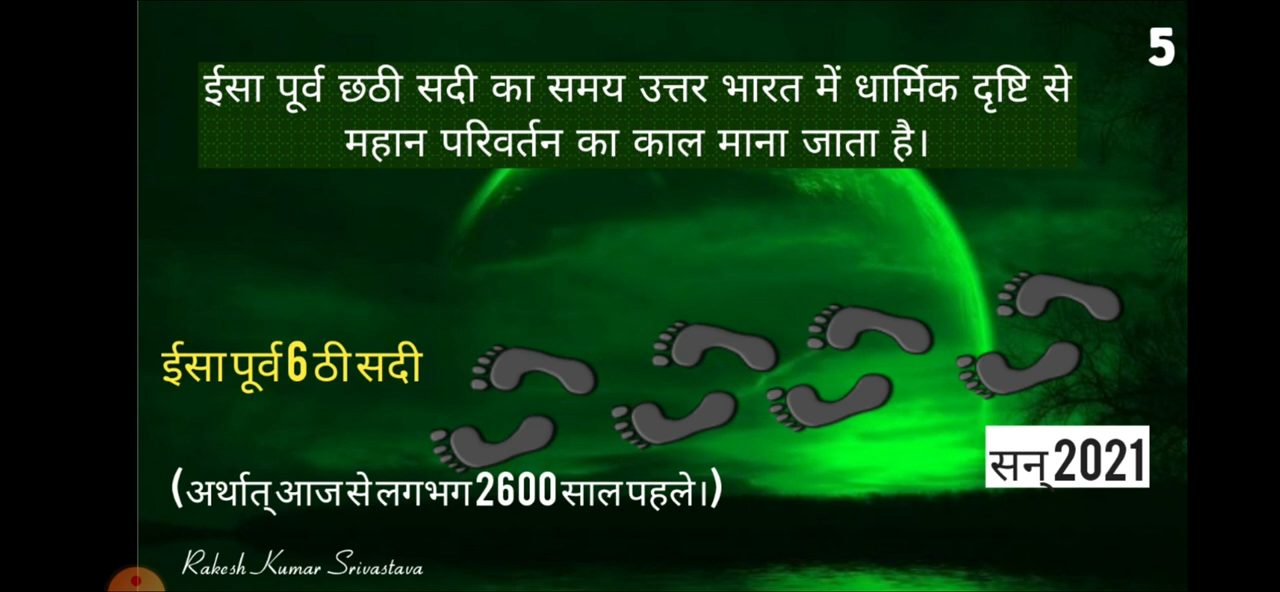 5
ईसा पूर्व छठी सदी का समय उत्तर भारत में धार्मिक दृष्टि से
महान परिवर्तन का काल माना जाता है।
ईसा पूर्व 6 ठी सदी
सन् 2021
(अर्थात् आज से लगभग 2600 साल पहले।)
Rakesh Kumar Srivastava